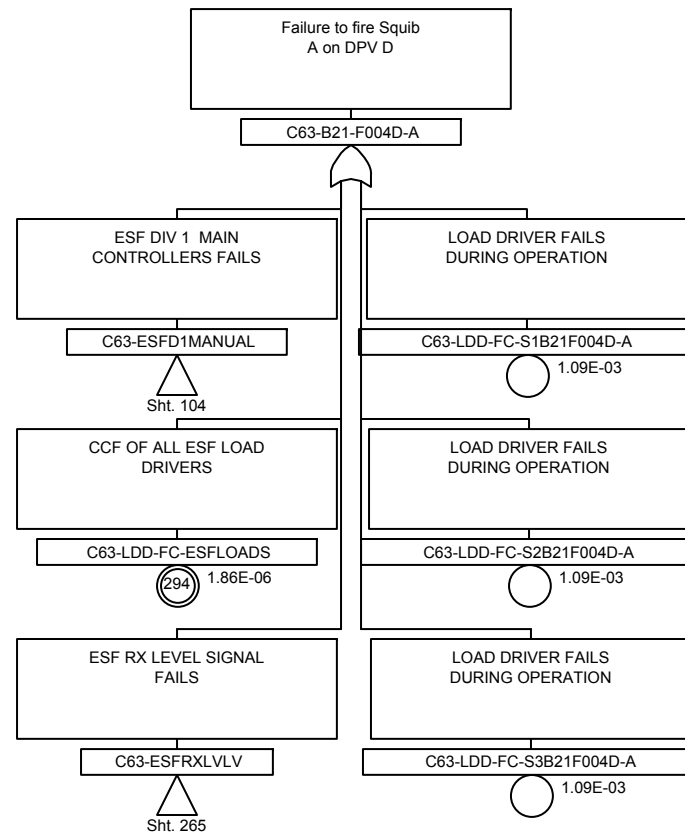 Failure to fire Squib
A on DPV D
C63-B21-F004D-A
ESF DIV 1 MAIN
CONTROLLERS FAILS
C63-ESFD1MANUAL
Sht. 104
LOAD DRIVER FAILS
DURING OPERATION
C63-LDD-FC-S1B21F004D-A
1.09E-03
CCF OF ALL ESF LOAD
DRIVERS
C63-LDD-FC-ESFLOADS
294
1.86E-06
LOAD DRIVER FAILS
DURING OPERATION
C63-LDD-FC-S2B21F004D-A
1.09E-03
ESF RX LEVEL SIGNAL
FAILS
C63-ESFRXLVLV
Sht. 265
LOAD DRIVER FAILS
DURING OPERATION
C63-LDD-FC-S3B21F004D-A
1.09E-03